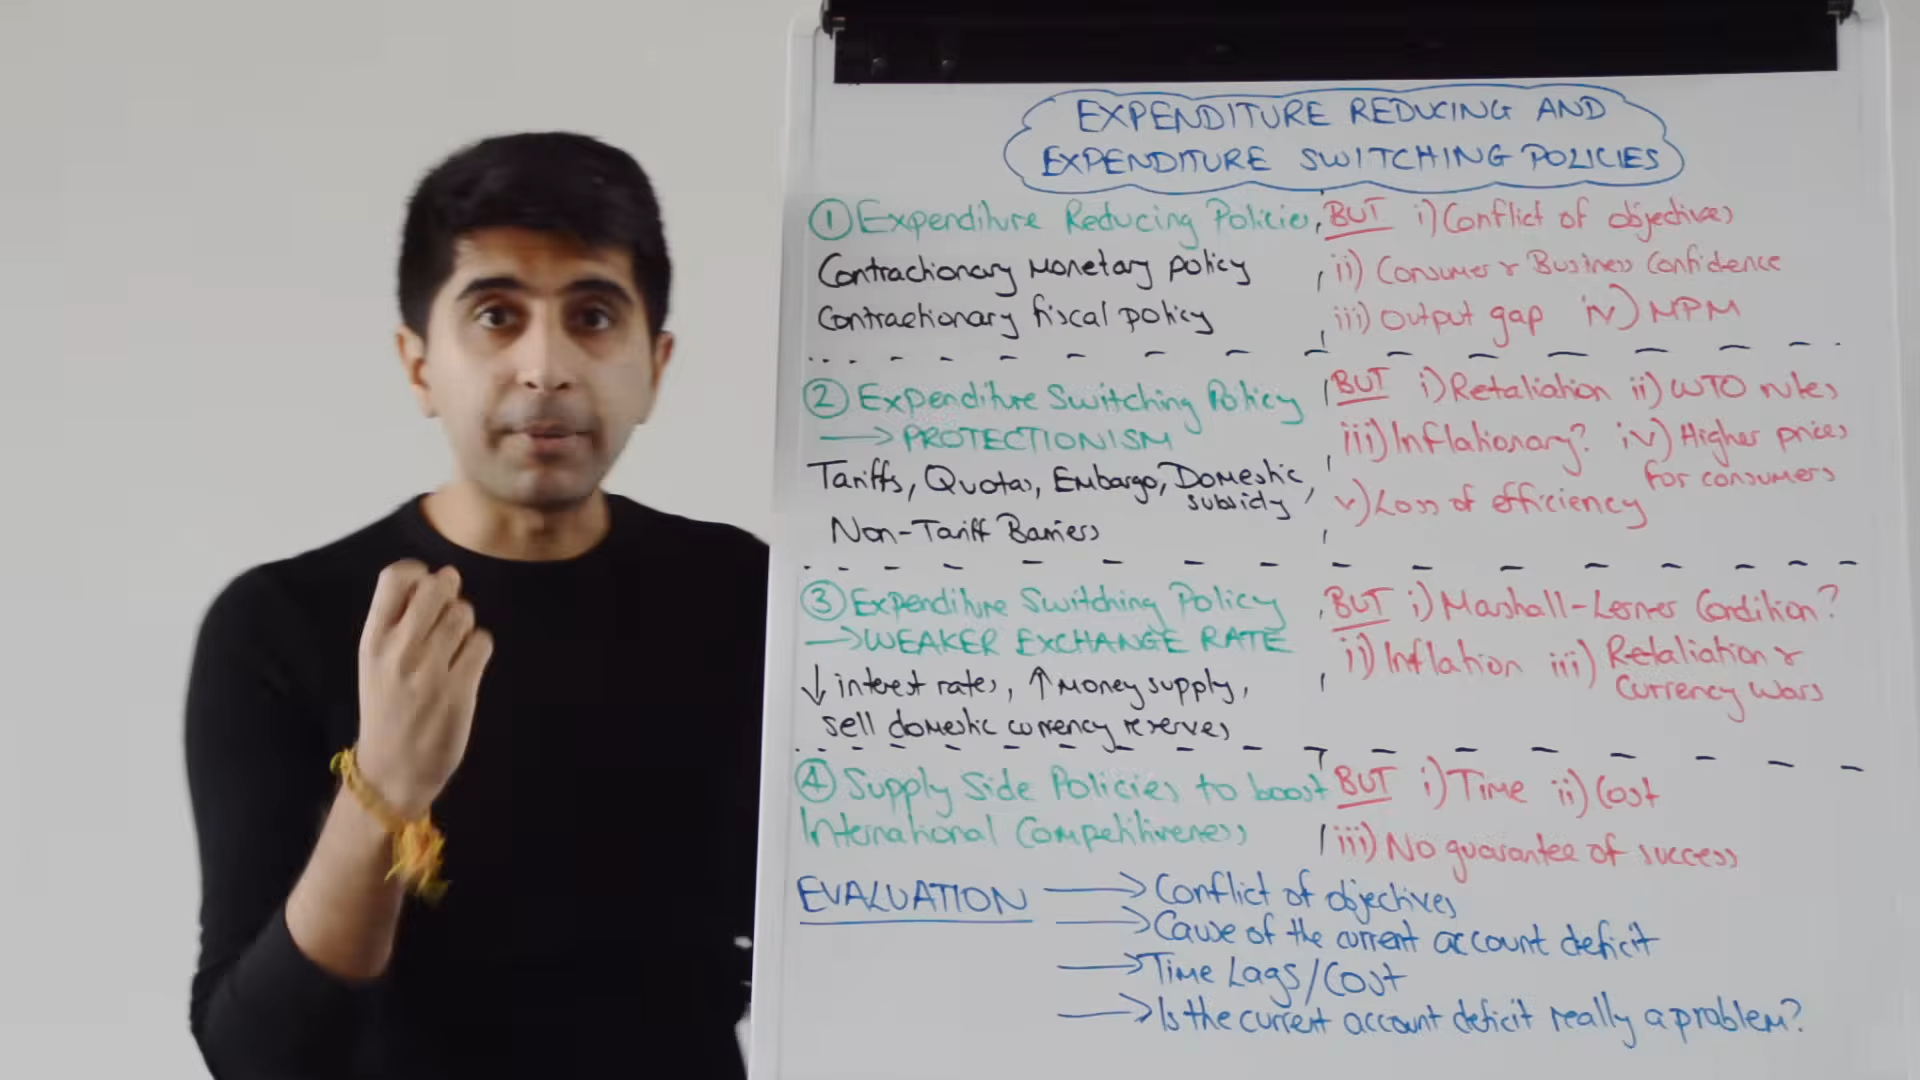 EXPENDITURE REDUCING AND
EXPENDITURE SWITCHING POLICIES
① Expenditure Reducing Policies
Contractionary Monetary policy
Contractionary fiscal policy
BUT i) Conflict of objectives
ii) Consumer & Business Confidence
iii) Output gap iv) MPM
② Expenditure Switching Policy
→ PROTECTIONISM
Tariffs, Quotas, Embargo, Domestic
subsidy
Non-Tariff Barriers
BUT i) Retaliation ii) WTO rules
iii) Inflationary? iv) Higher prices
for consumers
v) Loss of efficiency
③ Expenditure Switching Policy
→ WEAKER EXCHANGE RATE
↓ interest rates, ↑ Money supply,
sell domestic currency reserves
BUT i) Marshall-Lerner Condition?
ii) Inflation iii) Retaliation &
Currency Wars
④ Supply Side Policies to boost
International Competitiveness
BUT i) Time ii) Cost
iii) No guarantee of success
EVALUATION → Conflict of objectives
→ Cause of the current account deficit
→ Time Lags/Cost
→ Is the current account deficit really a problem?